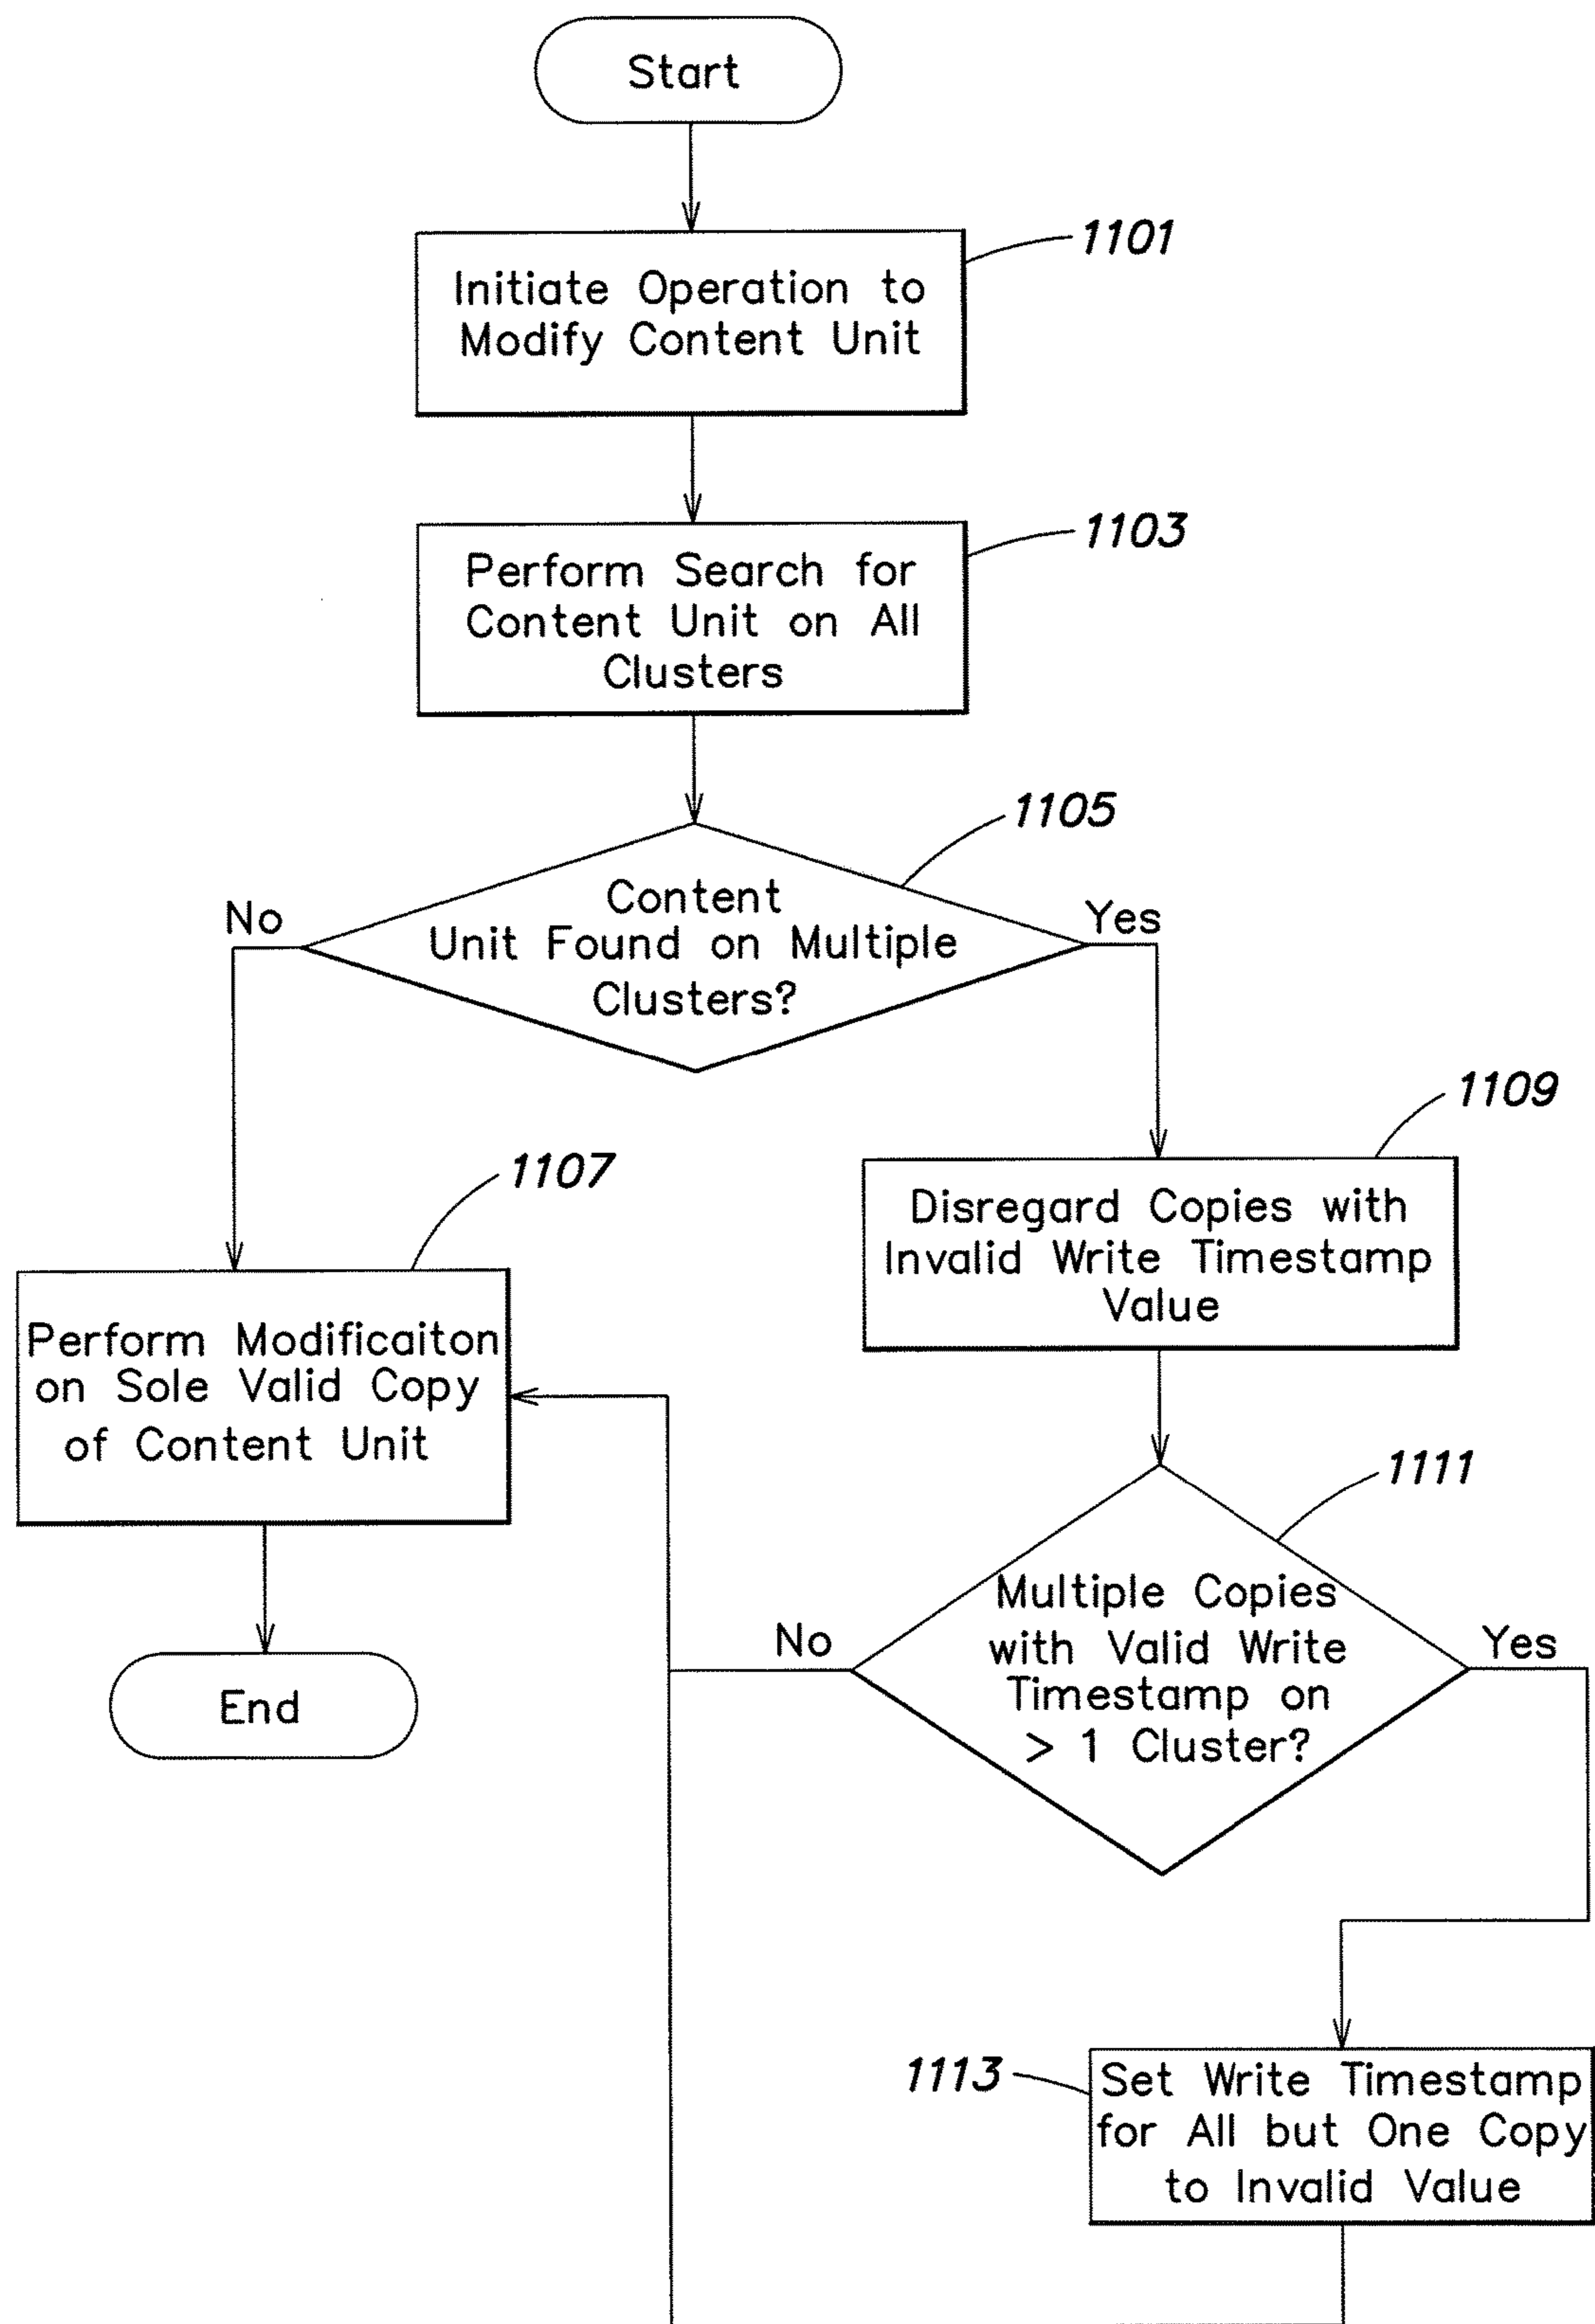 Start
1101
Initiate Operation to
Modify Content Unit
1103
Perform Search for
Content Unit on All
Clusters
1105
Content
Unit Found on Multiple
Clusters?
No
Yes
1109
Disregard Copies with
Invalid Write Timestamp
Value
1107
Perform Modificaiton
on Sole Valid Copy
of Content Unit
1111
Multiple Copies
with Valid Write
Timestamp on
> 1 Cluster?
No
Yes
End
1113
Set Write Timestamp
for All but One Copy
to Invalid Value